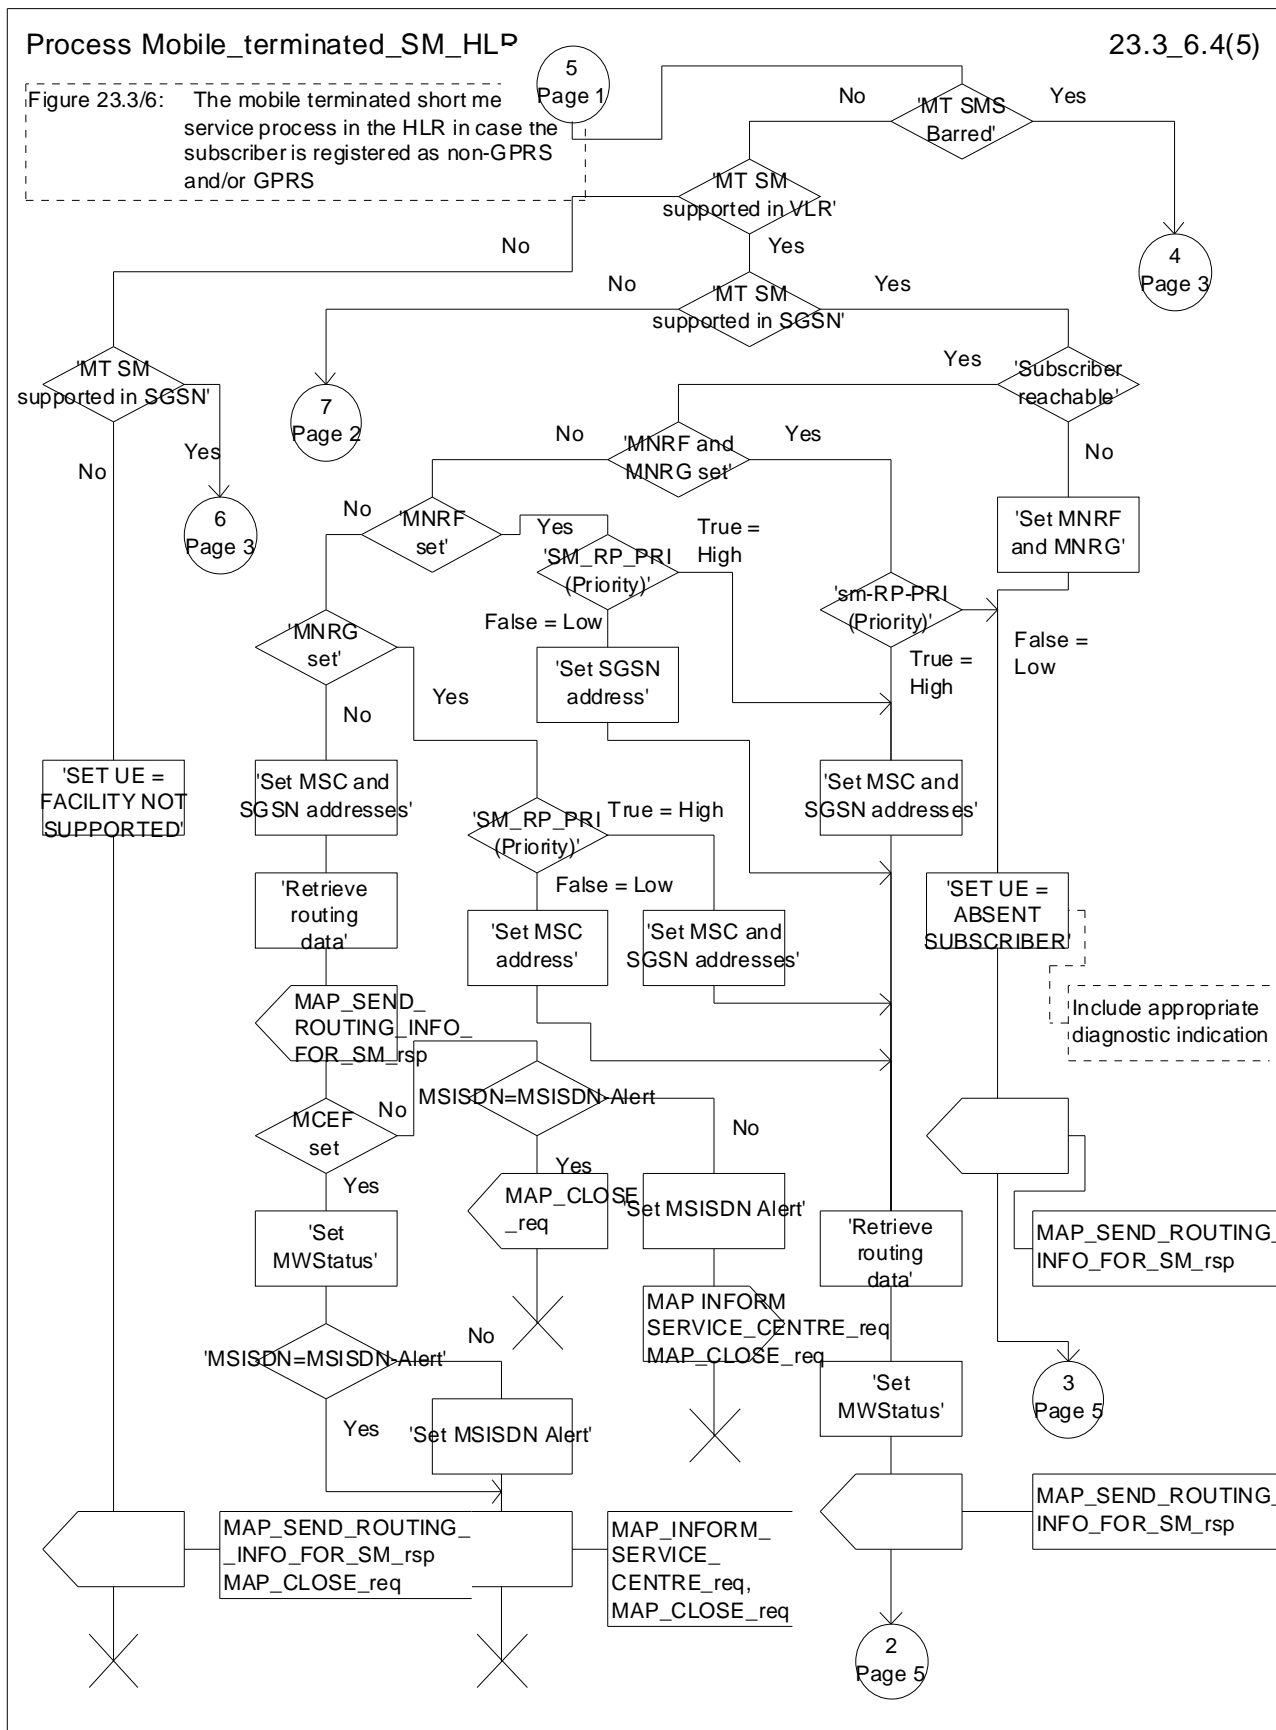 Process Mobile_terminated_SM_HLR
23.3_6.4(5)
5
Page 1
Figure 23.3/6: The mobile terminated short me
service process in the HLR in case the
subscriber is registered as non-GPRS
and/or GPRS
No
'MT SMS
Barred'
Yes
'MT SM
supported in VLR'
No
Yes
4
Page 3
No
'MT SM
supported in SGSN'
Yes
'MT SM
supported in SGSN'
Yes
'Subscriber
reachable'
7
Page 2
No
Yes
No
'MNRF and
MNRG set'
Yes
No
6
Page 3
No
'MNRF
set'
Yes
True =
High
'Set MNRF
and MNRG'
'SM_RP_PRI
(Priority)'
'sm-RP-PRI
(Priority)'
False = Low
'MNRG
set'
True =
High
False =
Low
Yes
'Set SGSN
address'
No
'SET UE =
FACILITY NOT
SUPPORTED'
'Set MSC and
SGSN addresses'
'SM_RP_PRI
(Priority)'
True = High
'Set MSC and
SGSN addresses'
False = Low
'Retrieve
routing
data'
'Set MSC
address'
'Set MSC and
SGSN addresses'
'SET UE =
ABSENT
SUBSCRIBER'
MAP_SEND_
ROUTING_INFO_
FOR_SM_rsp
Include appropriate
diagnostic indication
MCEF
set
No
MSISDN=MSISDN-Alert
No
Yes
Yes
MAP_CLOSE
_req
'Set MSISDN Alert'
'Set
MWStatus'
'Retrieve
routing
data'
MAP_SEND_ROUTING_
INFO_FOR_SM_rsp
MAP INFORM
SERVICE_CENTRE_req
MAP_CLOSE_req
No
'MSISDN=MSISDN-Alert'
Yes
'Set MSISDN Alert'
'Set
MWStatus'
3
Page 5
MAP_SEND_ROUTING_
_INFO_FOR_SM_rsp
MAP_CLOSE_req
MAP_INFORM_
SERVICE_
CENTRE_req,
MAP_CLOSE_req
MAP_SEND_ROUTING_
INFO_FOR_SM_rsp
2
Page 5